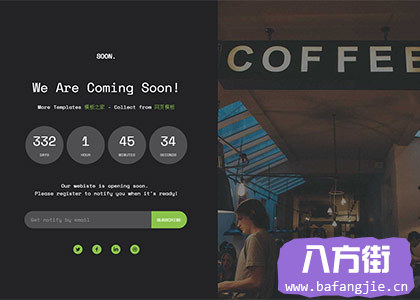 SOON.
We Are Coming Soon!
More Templates 模板之家 - Collect from 网页模板
332
DAYS
1
HOUR
45
MINUTES
34
SECONDS
Our website is opening soon.
Please register to notify you when it's ready!
Get notify by email
SUBSCRIBE
COFFEE
八方街
www.bafangjie.cn